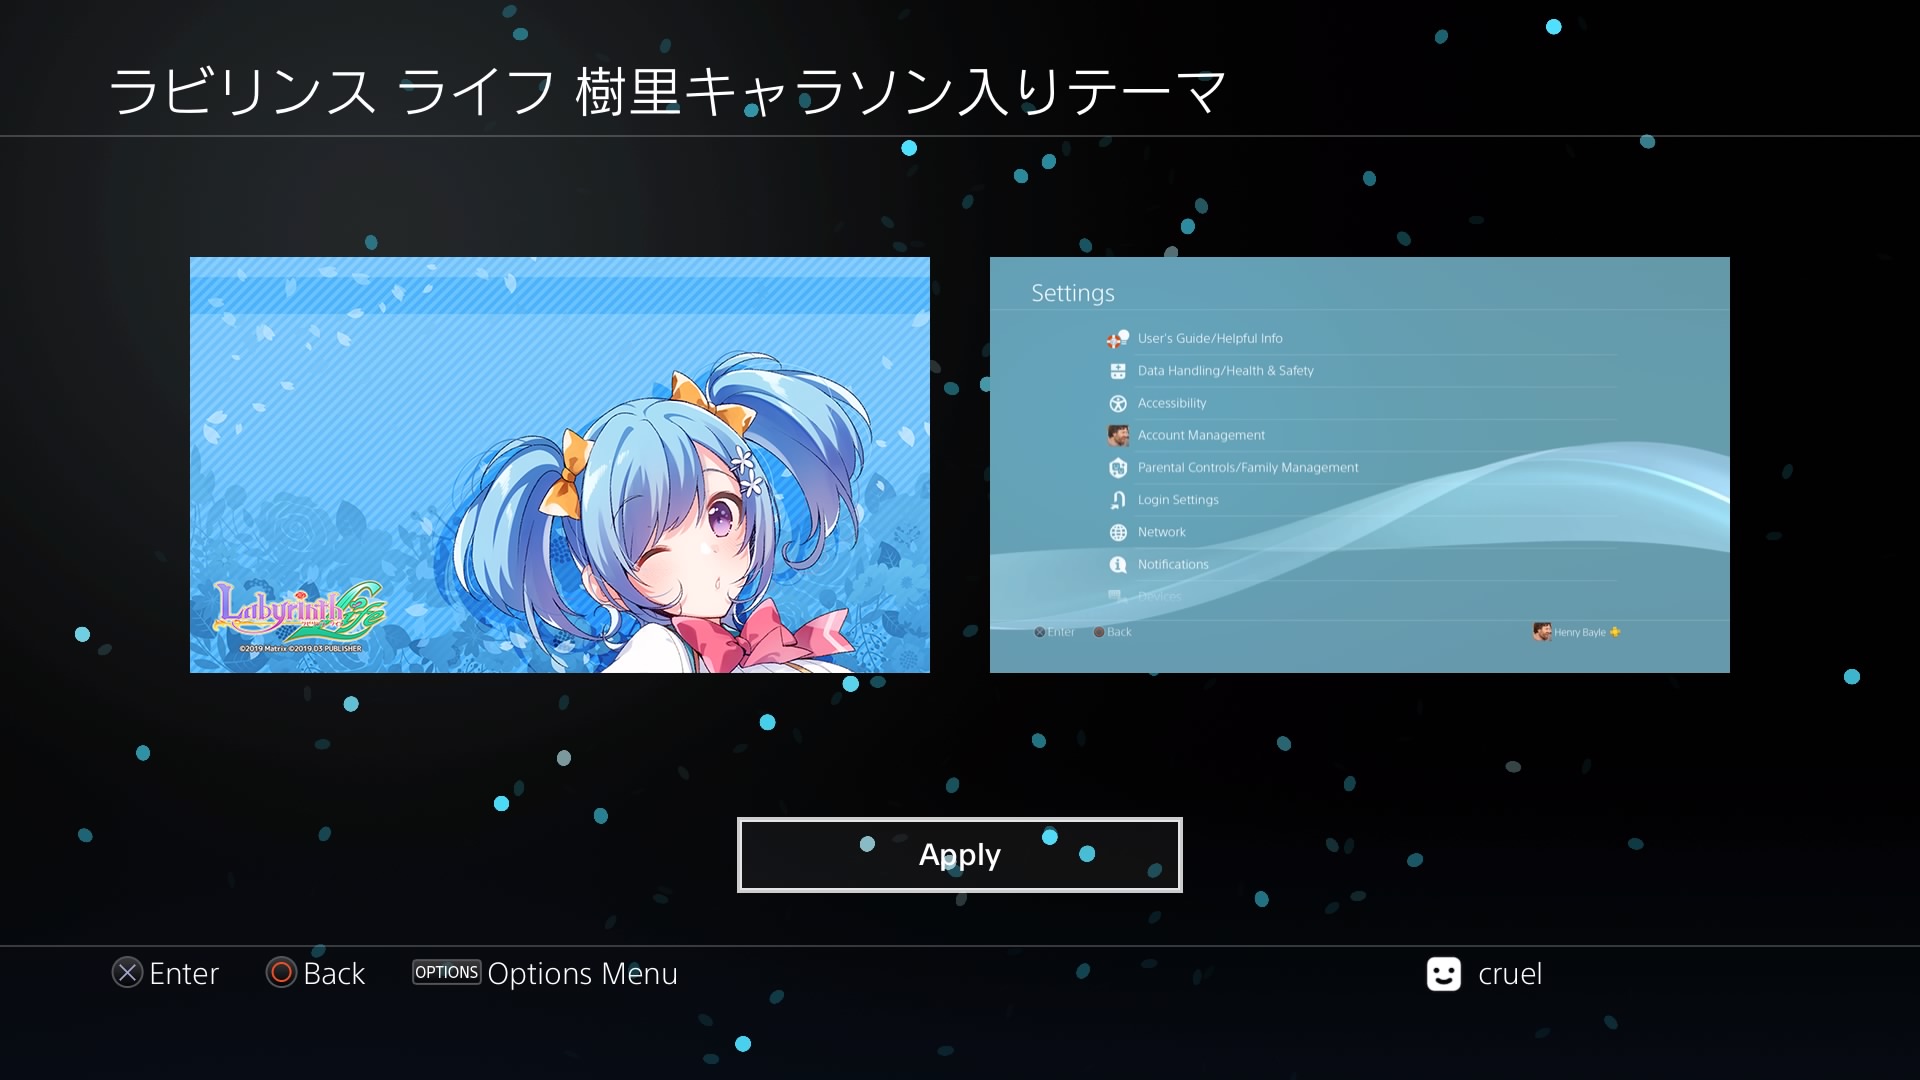 ラビリンス ライフ 樹里キャラソン入りテーマ
Labyrinth Life
©2019 Matrix ©2019 D3 PUBLISHER
Settings
User's Guide/Helpful Info
Data Handling/Health & Safety
Accessibility
Account Management
Parental Controls/Family Management
Login Settings
Network
Notifications
Devices
Enter Back
Henry Bayle
Apply
Enter Back OPTIONS Options Menu
cruel